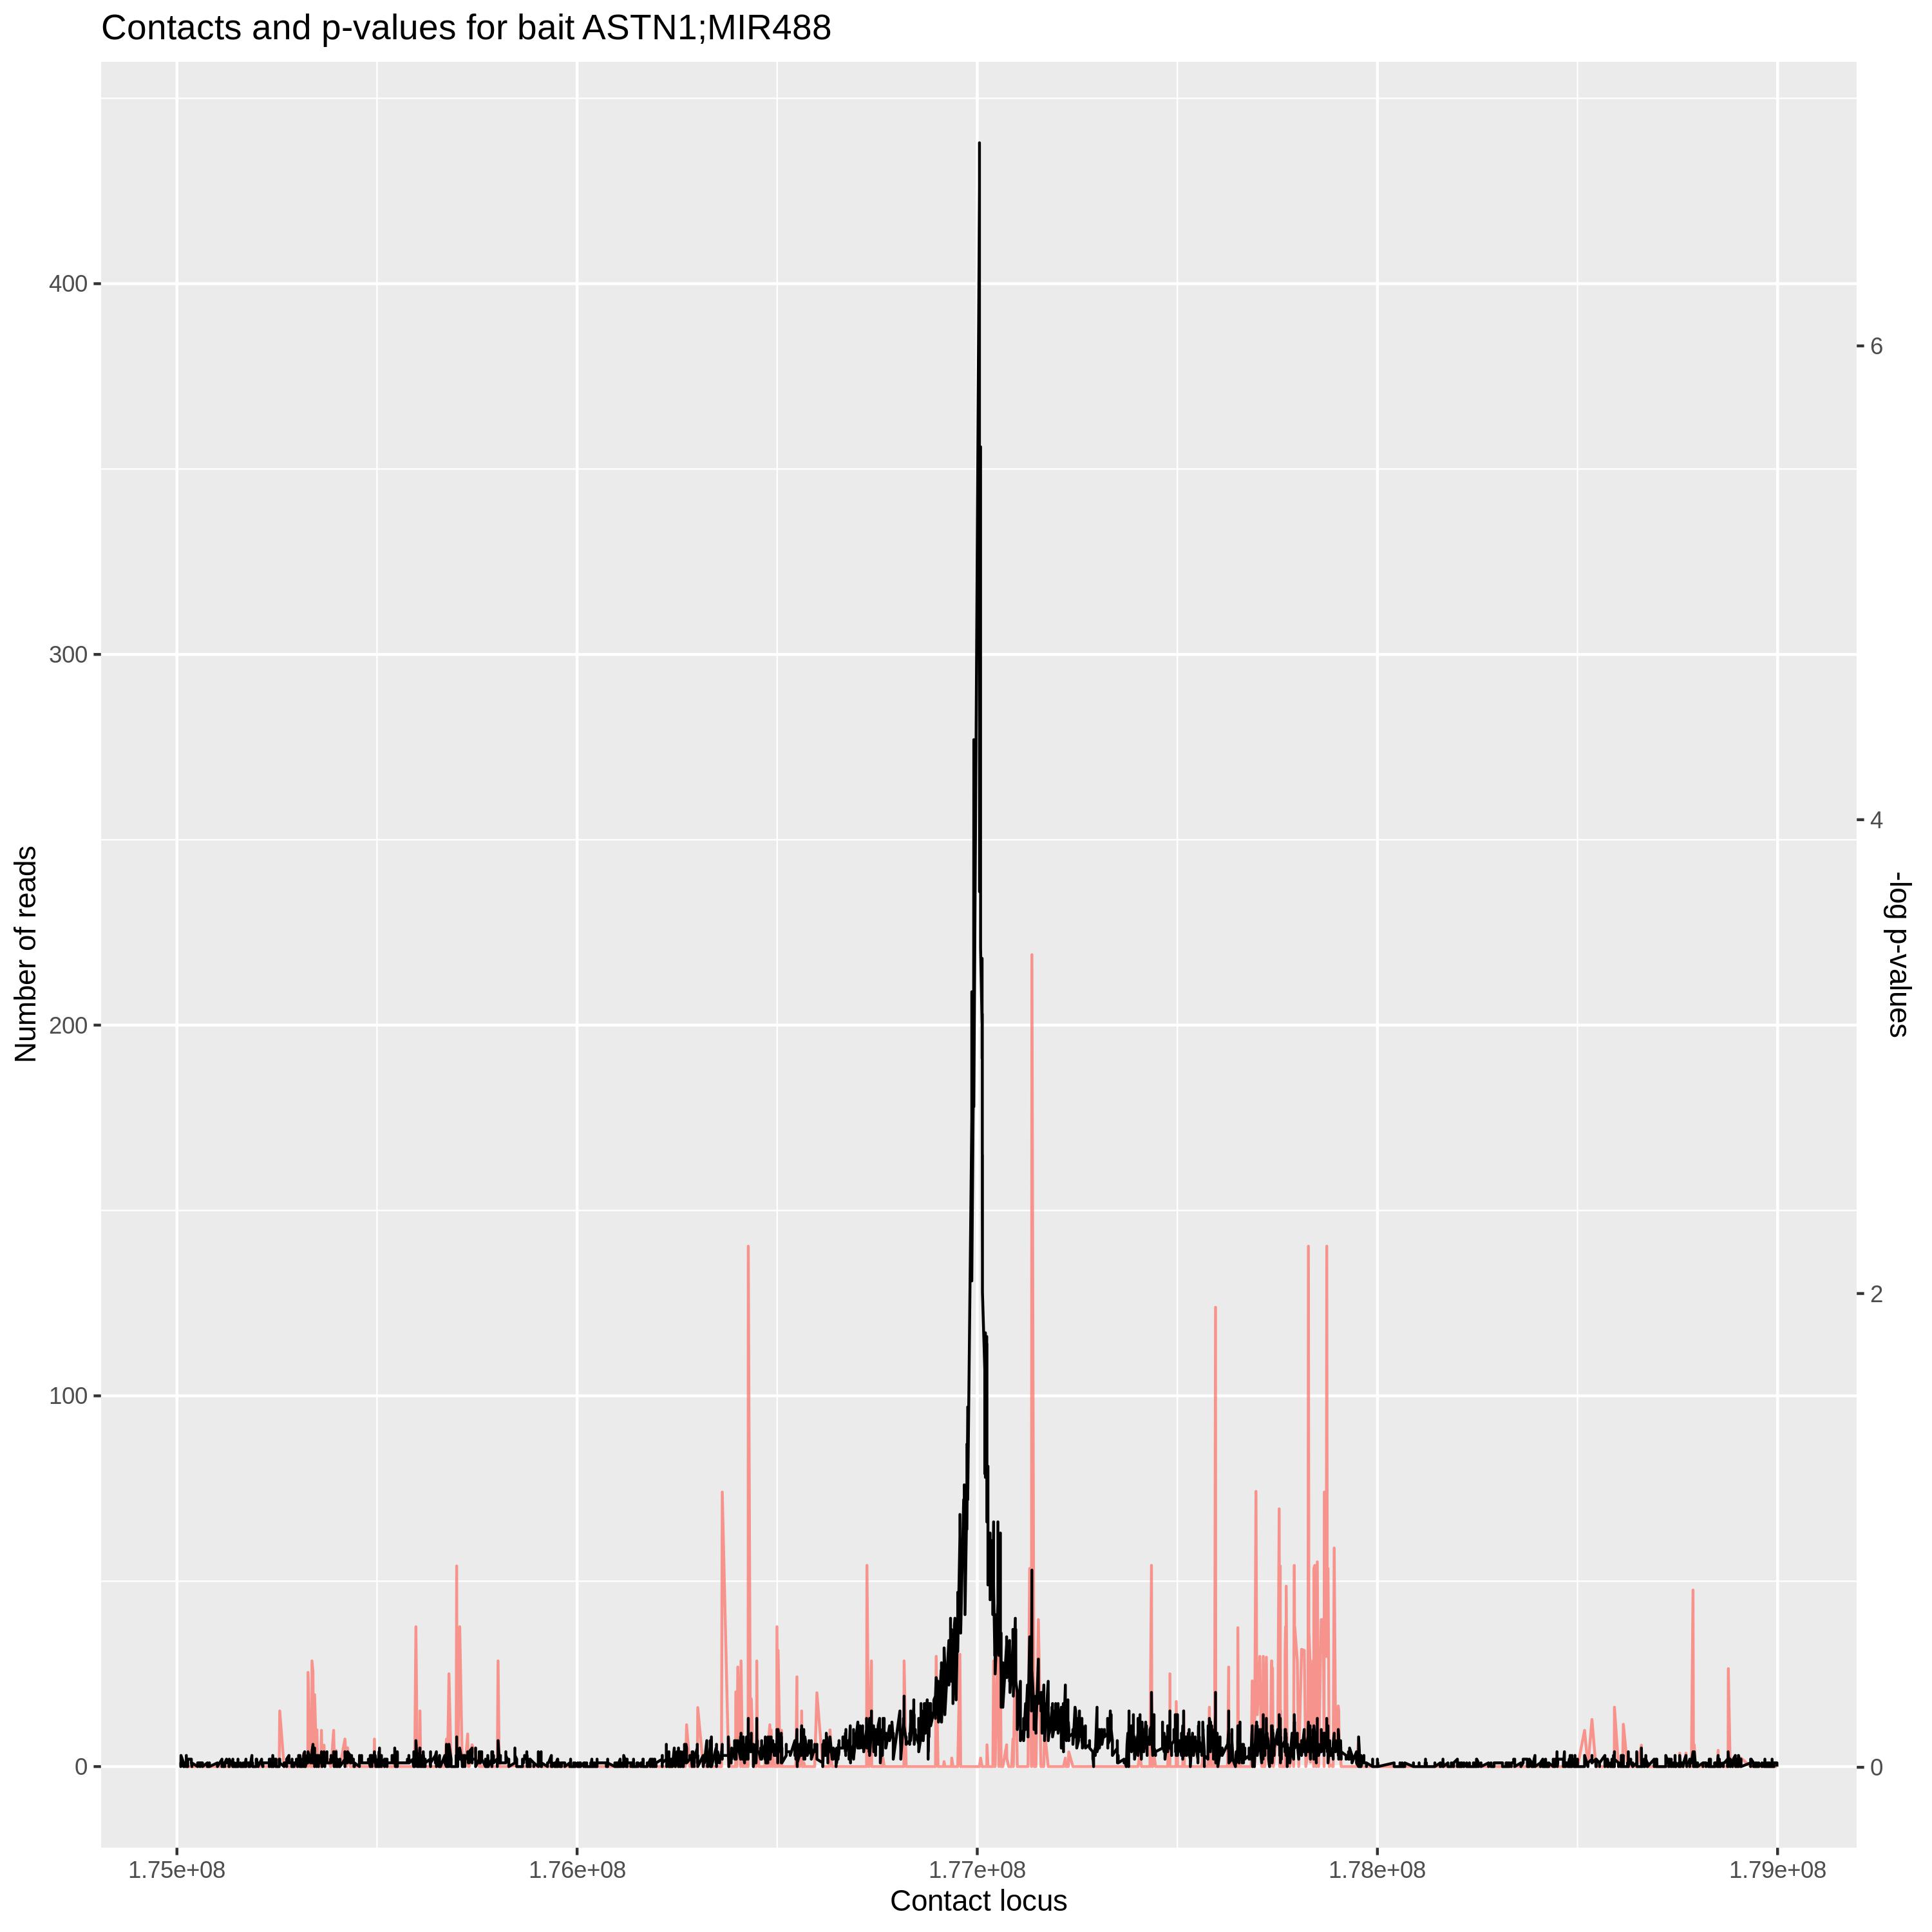 Contacts and p-values for bait ASTN1;MIR488
400
300
200
100
0
Number of reads
6
4
2
0
-log p-values
1.75e+08 1.76e+08 1.77e+08 1.78e+08 1.79e+08
Contact locus